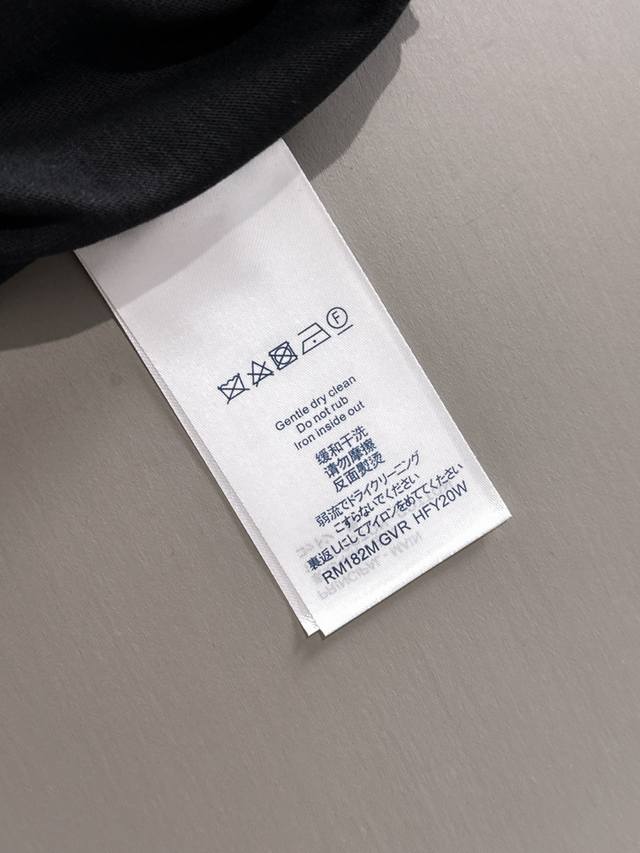 F
Gentle dry clean
Do not rub
Iron inside out
缓和干洗
请勿摩擦
反面熨烫
弱流でドライクリーニング
こすらないでください
裏返しにしてアイロンをめててください
RM182M GVR HFY20W
PRINCIPAL - MAIN